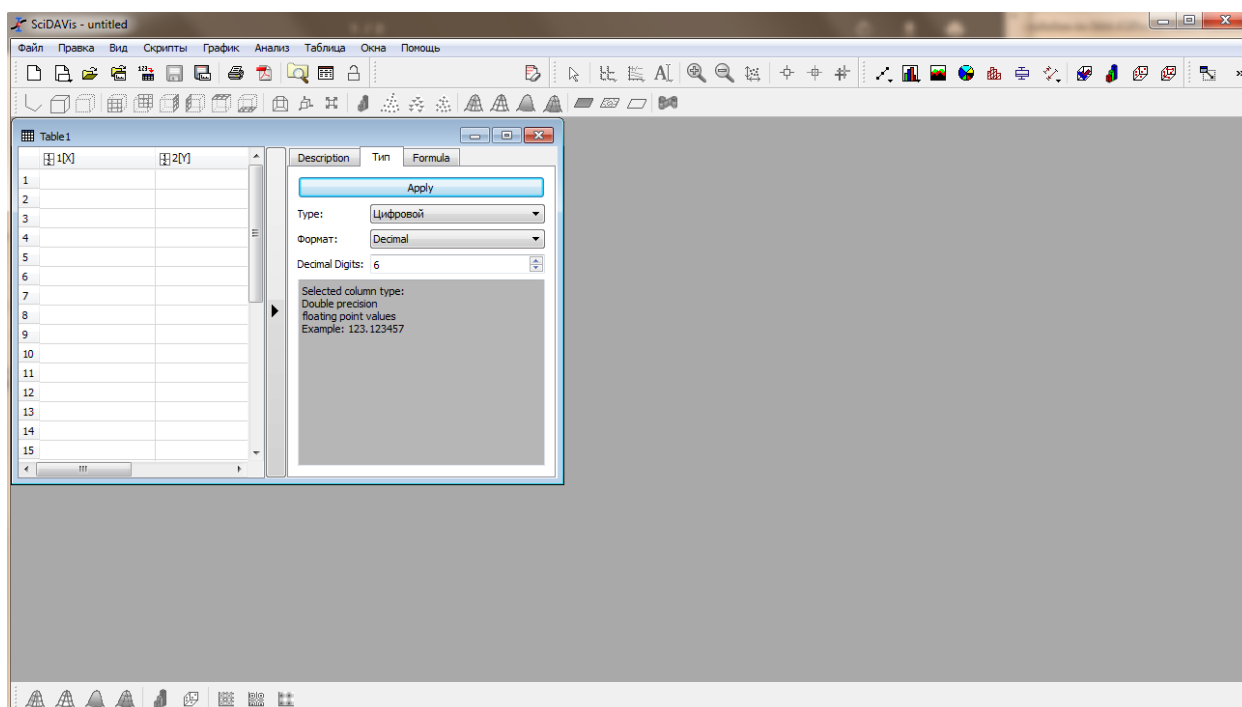 SciDAVis - untitled
Файл Правка Вид Скрипты График Анализ Таблица Окна Помощь
Table1
1[X] 2[Y]
Description Тип Formula
1
Apply
2
3
Type: Цифровой
4
Формат: Decimal
5
Decimal Digits: 6
6
7
Selected column type:
Double precision
8
floating point values
9
Example: 123.123457
10
11
12
13
14
15